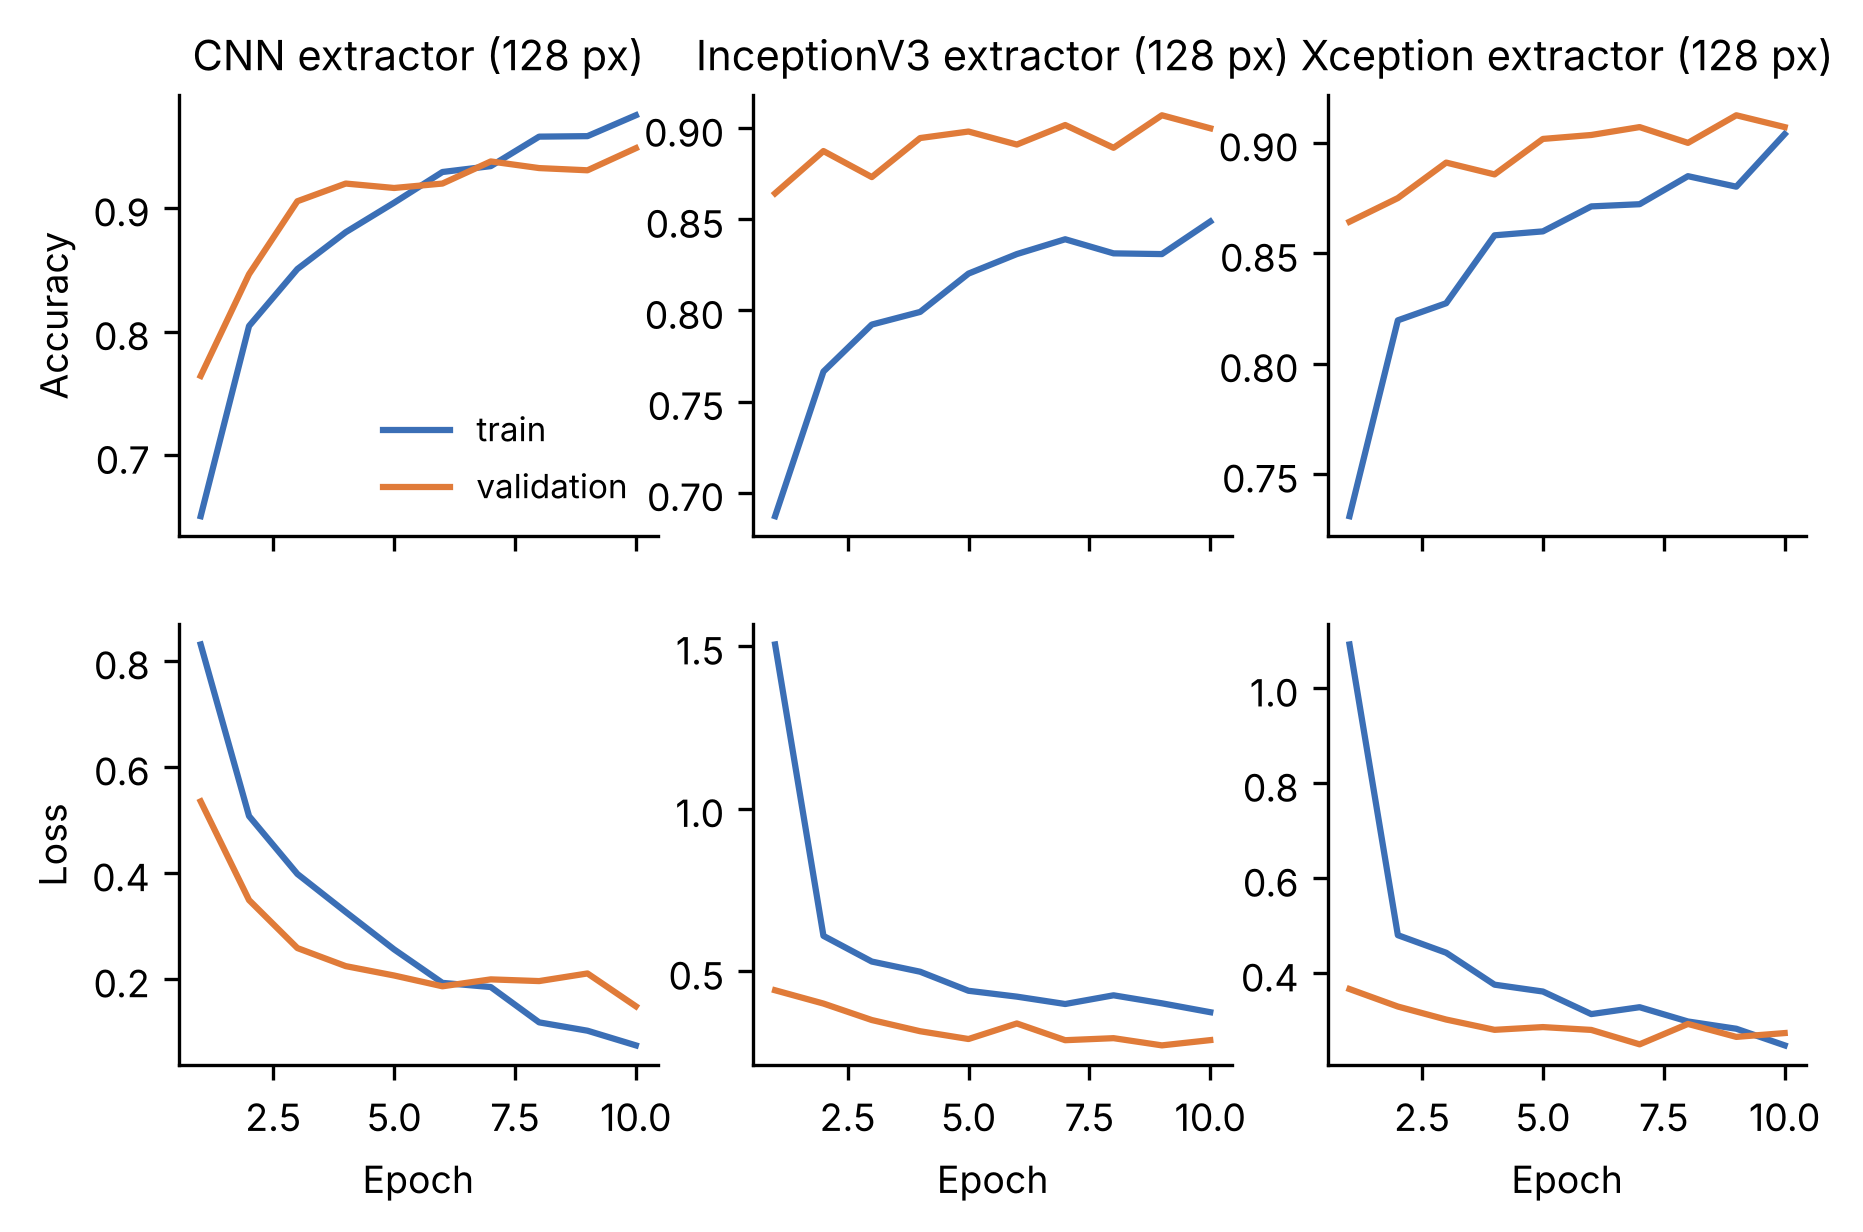 CNN extractor (128 px)
InceptionV3 extractor (128 px)
Xception extractor (128 px)
Accuracy
0.9
0.8
0.7
train
validation
0.90
0.85
0.80
0.75
0.70
0.90
0.85
0.80
0.75
Loss
0.8
0.6
0.4
0.2
2.5 5.0 7.5 10.0
Epoch
1.5
1.0
0.5
2.5 5.0 7.5 10.0
Epoch
1.0
0.8
0.6
0.4
2.5 5.0 7.5 10.0
Epoch